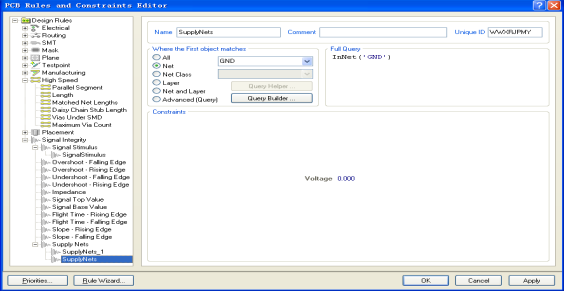 PCB Rules and Constraints Editor
Design Rules
Electrical
Routing
SMT
Mask
Plane
Testpoint
Manufacturing
High Speed
Parallel Segment
Length
Matched Net Lengths
Daisy Chain Stub Length
Vias Under SMD
Maximum Via Count
Placement
Signal Integrity
Signal Stimulus
SignalStimulus
Overshoot - Falling Edge
Overshoot - Rising Edge
Undershoot - Falling Edge
Undershoot - Rising Edge
Impedance
Signal Top Value
Signal Base Value
Flight Time - Rising Edge
Flight Time - Falling Edge
Slope - Rising Edge
Slope - Falling Edge
Supply Nets
SupplyNets_1
SupplyNets
Name SupplyNets Comment Unique ID
Where the First object matches
All
Net
Net Class
Layer
Net and Layer
Advanced (Query)
GND
Query Helper ...
Query Builder ...
Full Query
InNet('GND')
Constraints
Voltage 0.000
Priorities... Rule Wizard... OK Cancel Apply